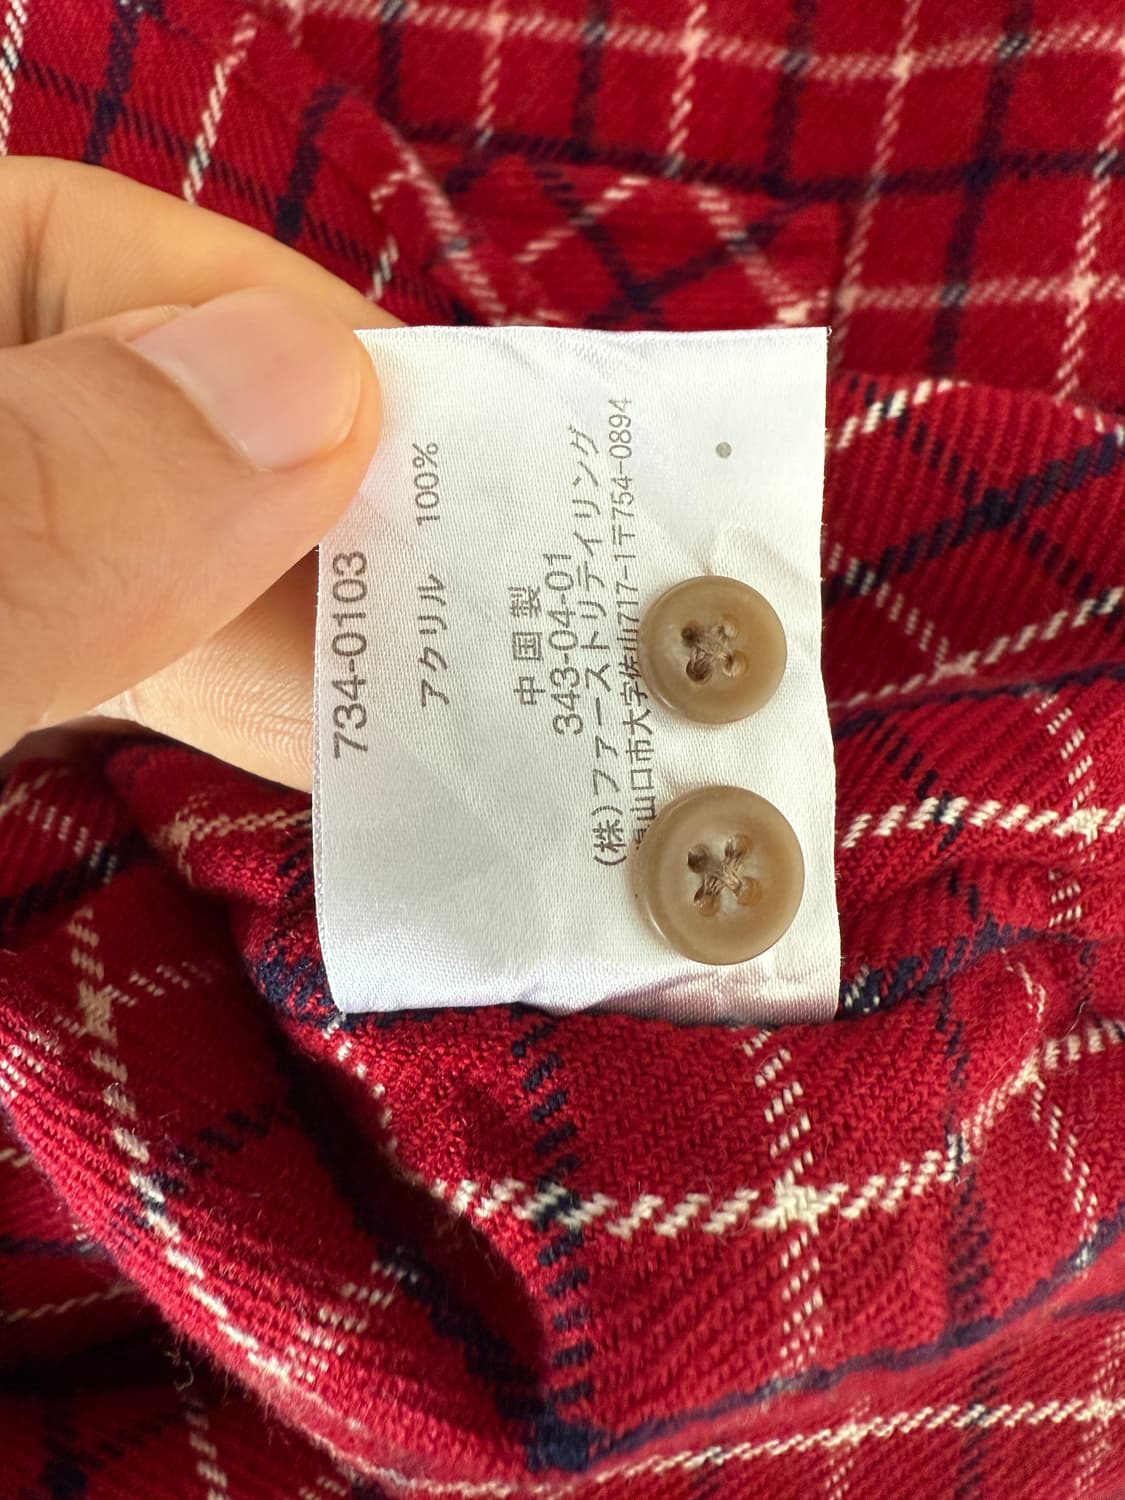 734-0103
アクリル 100%
中国製
343-04-01
(株)ファーストリテイリング
山口市大字佐山717-1〒754-0894